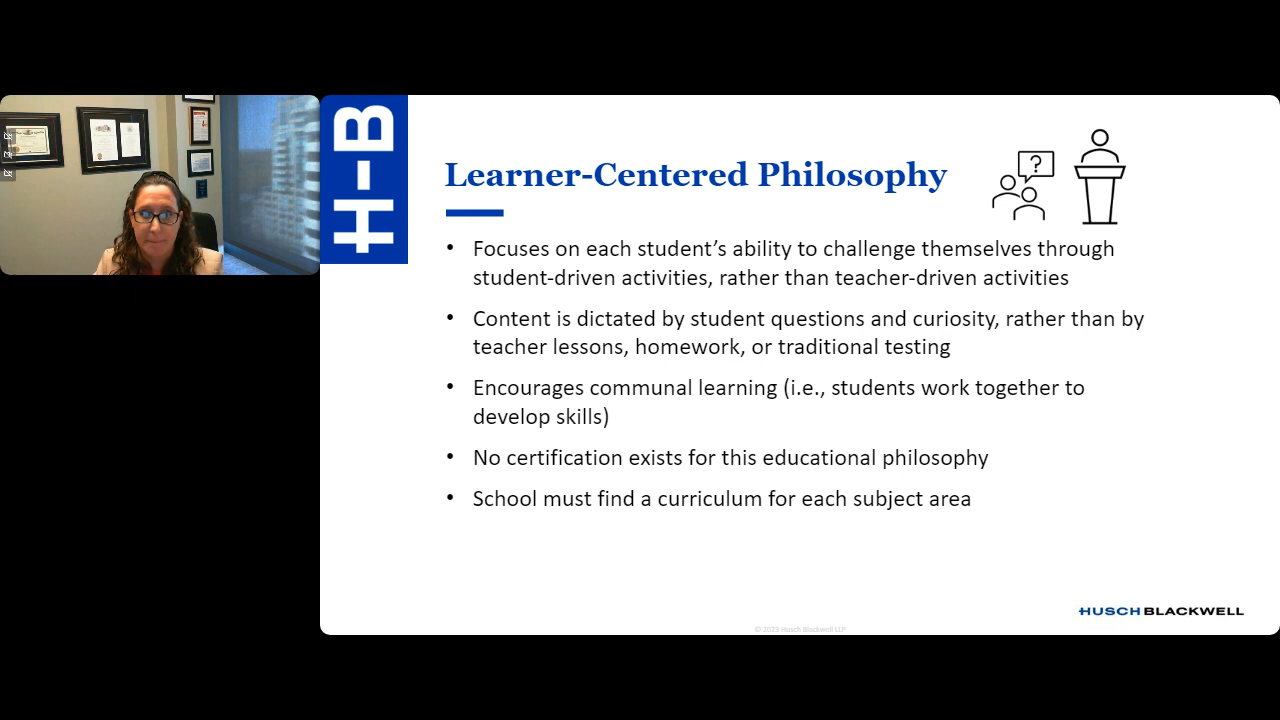 H-B
Learner-Centered Philosophy
?
• Focuses on each student’s ability to challenge themselves through
student-driven activities, rather than teacher-driven activities
• Content is dictated by student questions and curiosity, rather than by
teacher lessons, homework, or traditional testing
• Encourages communal learning (i.e., students work together to
develop skills)
• No certification exists for this educational philosophy
• School must find a curriculum for each subject area
HUSCH BLACKWELL
© 2023 Husch Blackwell LLP